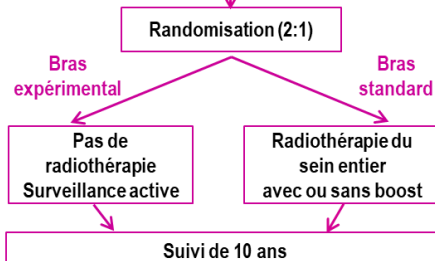 Randomisation (2:1)
Bras
expérimental
Bras
standard
Pas de
radiothérapie
Surveillance active
Radiothérapie du
sein entier
avec ou sans boost
Suivi de 10 ans